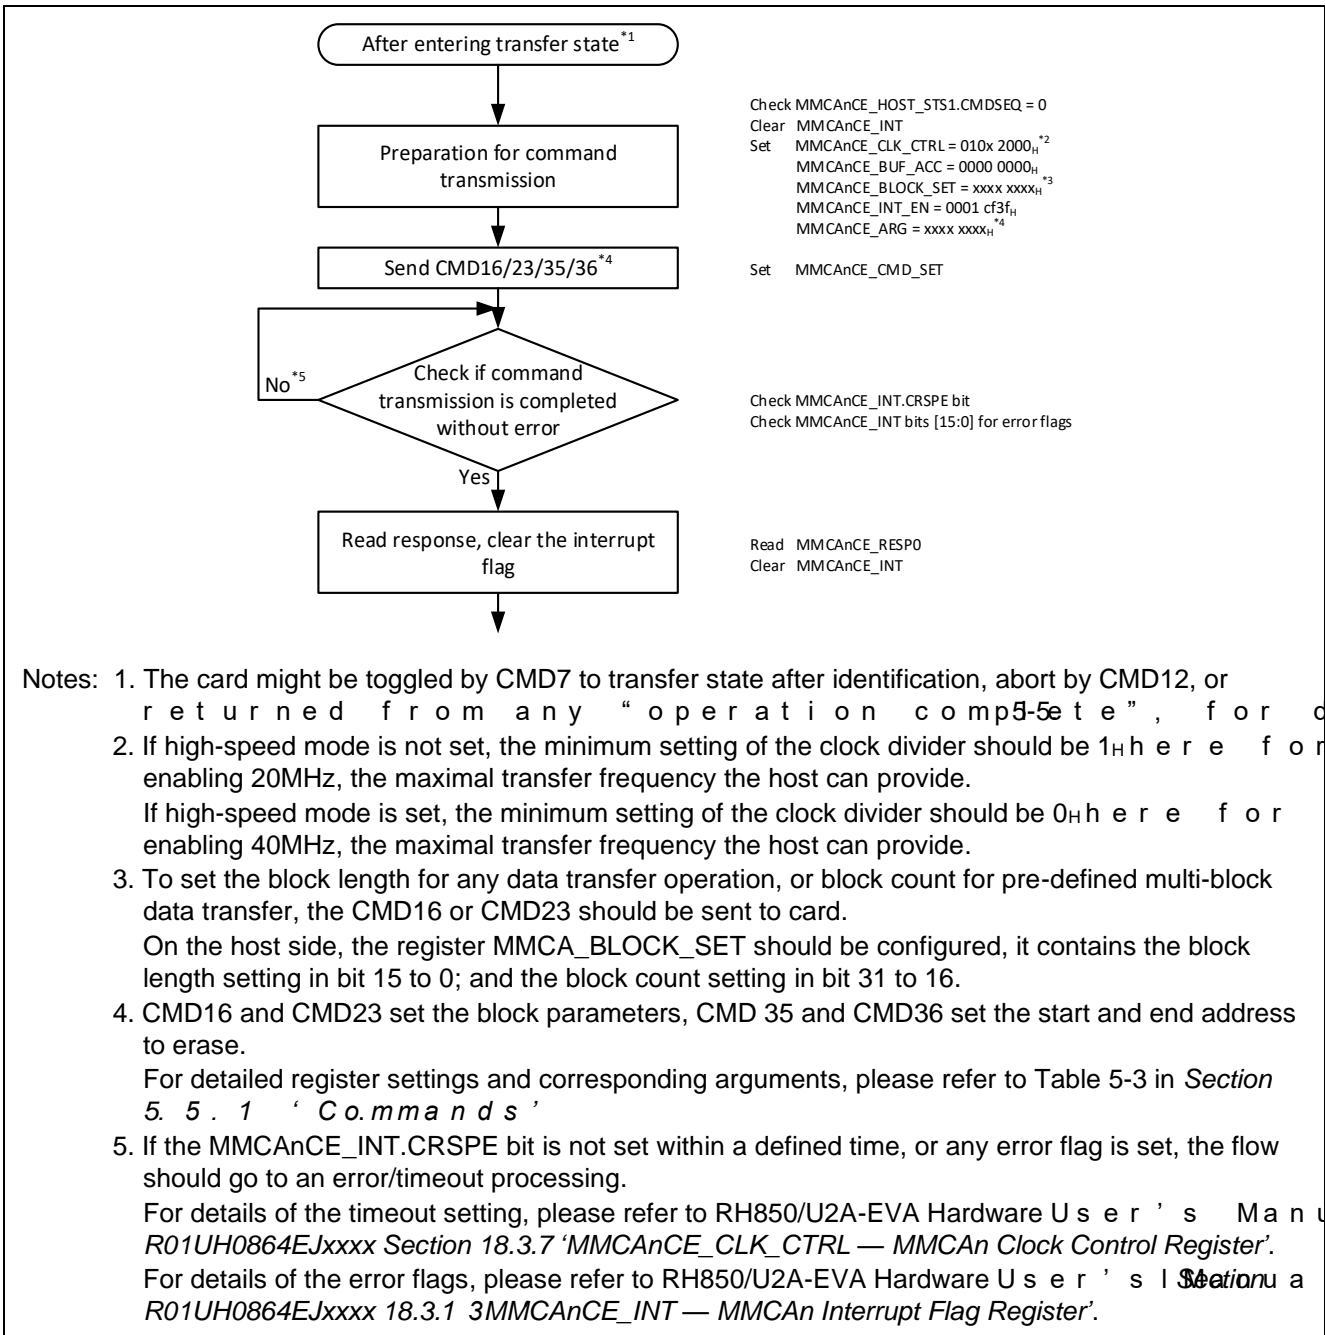 After entering transfer state*1
Check MMCAnCE_HOST_STS1.CMDSEQ = 0
Clear MMCAnCE_INT
Set MMCAnCE_CLK_CTRL = 010x 2000H*2
MMCAnCE_BUF_ACC = 0000 0000H
MMCAnCE_BLOCK_SET = xxxx xxxxH*3
MMCAnCE_INT_EN = 0001 cf3fH
MMCAnCE_ARG = xxxx xxxxH*4
Preparation for command
transmission
Send CMD16/23/35/36*4
Set MMCAnCE_CMD_SET
No*5
Check if command
transmission is completed
without error
Check MMCAnCE_INT.CRSPE bit
Check MMCAnCE_INT bits [15:0] for error flags
Yes
Read response, clear the interrupt
flag
Read MMCAnCE_RESP0
Clear MMCAnCE_INT
Notes: 1. The card might be toggled by CMD7 to transfer state after identification, abort by CMD12, or
returned from any “operation
2. If high-speed mode is not set, the minimum setting of the clock divider should be 1H here for
enabling 20MHz, the maximal transfer frequency the host can provide.
If high-speed mode is set, the minimum setting of the clock divider should be 0H here for
enabling 40MHz, the maximal transfer frequency the host can provide.
3. To set the block length for any data transfer operation, or block count for pre-defined multi-block
data transfer, the CMD16 or CMD23 should be sent to card.
On the host side, the register MMCA_BLOCK_SET should be configured, it contains the block
length setting in bit 15 to 0; and the block count setting in bit 31 to 16.
4. CMD16 and CMD23 set the block parameters, CMD 35 and CMD36 set the start and end address
to erase.
For detailed register settings and corresponding arguments, please refer to Table 5-3 in Section
5.5.1 ‘Co.mmands’
5. If the MMCAnCE_INT.CRSPE bit is not set within a defined time, or any error flag is set, the flow
should go to an error/timeout processing.
For details of the timeout setting, please refer to RH850/U2A-EVA Hardware User’s Manu
R01UH0864EJxxxx Section 18.3.7 ‘MMCAnCE_CLK_CTRL — MMCAn Clock Control Register’.
For details of the error flags, please refer to RH850/U2A-EVA Hardware User’s
R01UH0864EJxxxx 18.3.1 3MMCAnCE_INT — MMCAn Interrupt Flag Register’.